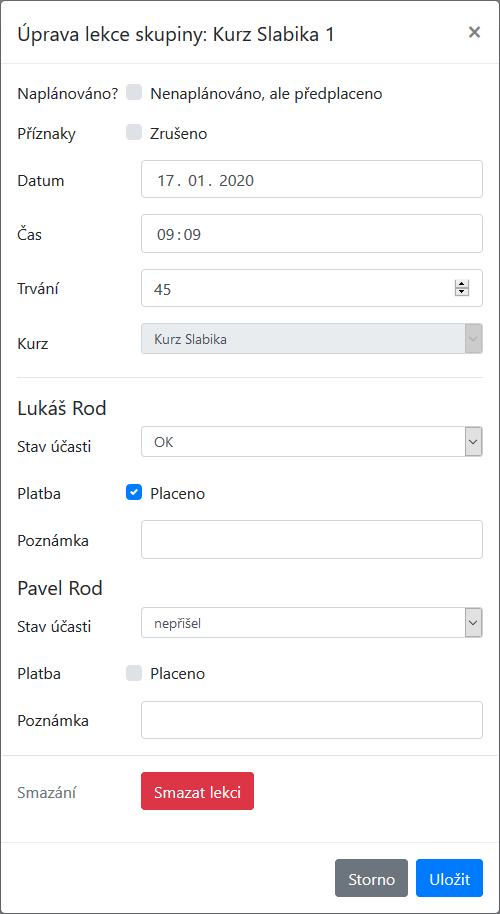 Úprava lekce skupiny: Kurz Slabika 1 ×
Naplánováno? Nenaplánováno, ale předplaceno
Příznaky Zrušeno
Datum 17. 01. 2020
Čas 09:09
Trvání 45
Kurz Kurz Slabika
Lukáš Rod
Stav účasti OK
Platba Placeno
Poznámka
Pavel Rod
Stav účasti nepřišel
Platba Placeno
Poznámka
Smazání Smazat lekci
Storno Uložit